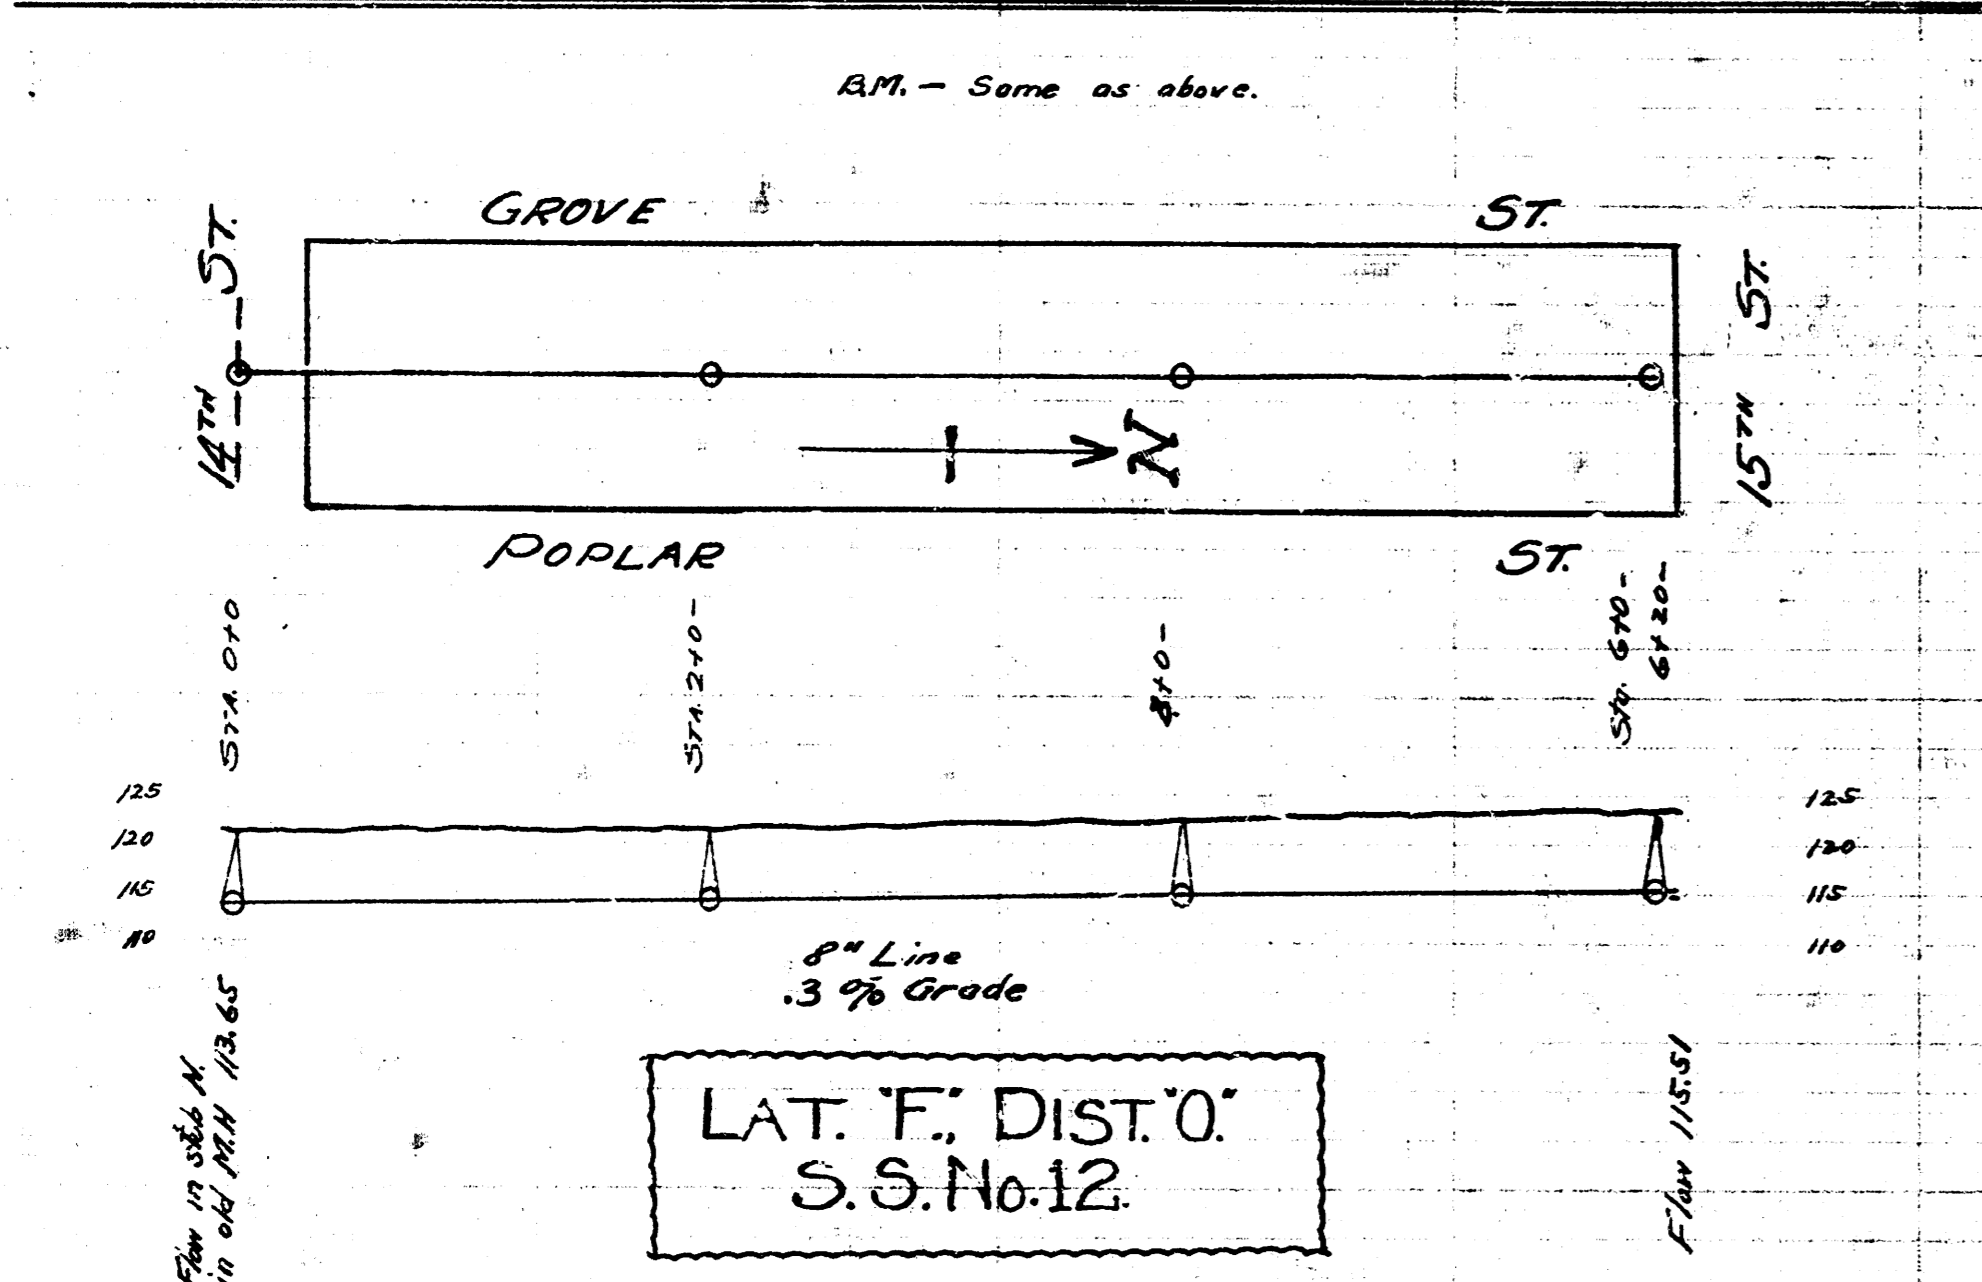 B.M. - Same as above.
GROVE ST.
14TH ST.
15TH ST.
N
POPLAR ST.
STA. 0+0
STA. 2+0-
4+0-
Sta. 6+0-
6+20-
125
120
115
110
125
120
115
110
8" Line
.3 % Grade
Flow in stub N.
in old M.H 113.65
Flow 115.51
LAT. "F.", DIST. "O."
S. S. No. 12.